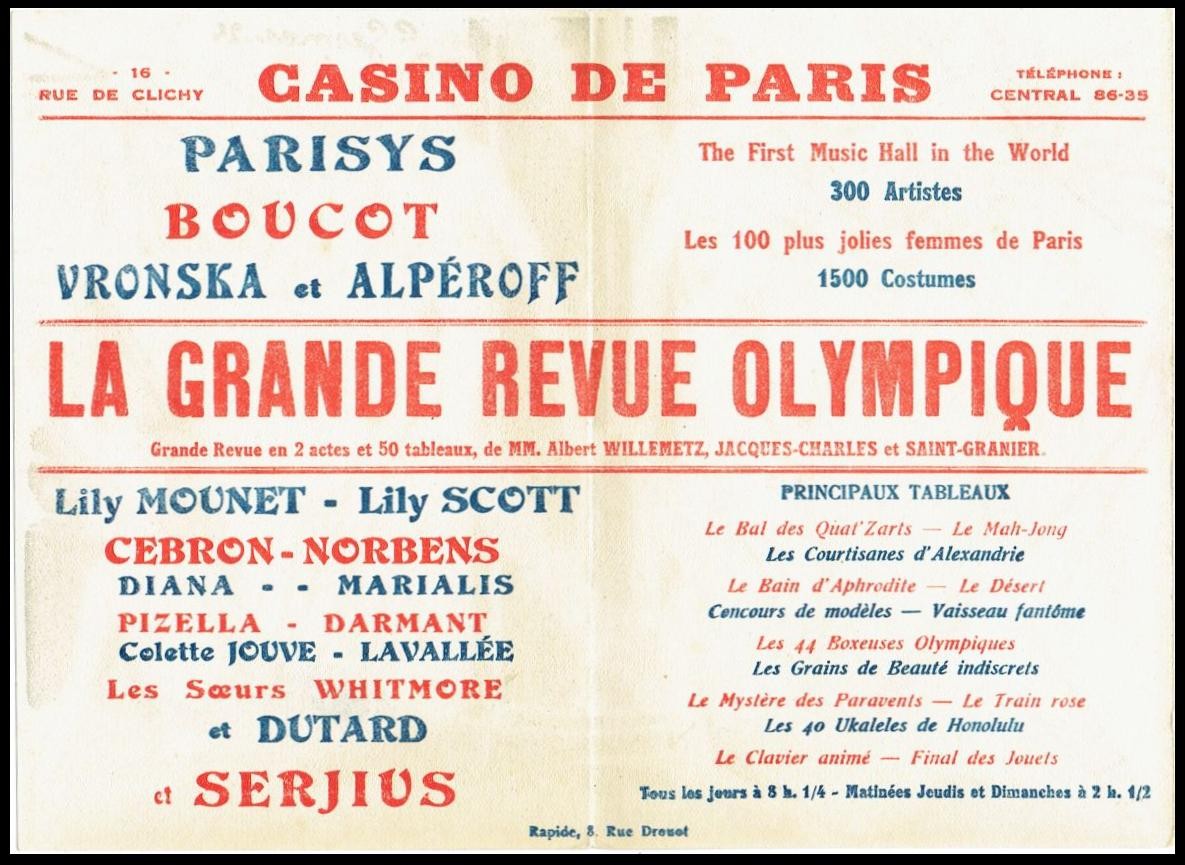 - 16 -
RUE DE CLICHY
CASINO DE PARIS
TÉLÉPHONE :
CENTRAL 86-35
PARISYS
BOUCOT
VRONSKA et ALPÉROFF
The First Music Hall in the World
300 Artistes
Les 100 plus jolies femmes de Paris
1500 Costumes
LA GRANDE REVUE OLYMPIQUE
Grande Revue en 2 actes et 50 tableaux, de MM. Albert WILLEMETZ, JACQUES-CHARLES et SAINT-GRANIER.
Lily MOUNET - Lily SCOTT
CEBRON - NORBENS
DIANA - - MARIALIS
PIZELLA - DARMANT
Colette JOUVE - LAVALLÉE
Les Sœurs WHITMORE
et DUTARD
et SERJIUS
PRINCIPAUX TABLEAUX
Le Bal des Quat'Zarts — Le Mah-Jong
Les Courtisanes d'Alexandrie
Le Bain d'Aphrodite — Le Désert
Concours de modèles — Vaisseau fantôme
Les 44 Boxeuses Olympiques
Les Grains de Beauté indiscrets
Le Mystère des Paravents — Le Train rose
Les 40 Ukaleles de Honolulu
Le Clavier animé — Final des Jouets
Tous les jours à 8 h. 1/4 - Matinées Jeudis et Dimanches à 2 h. 1/2
Rapide, 8, Rue Drouot